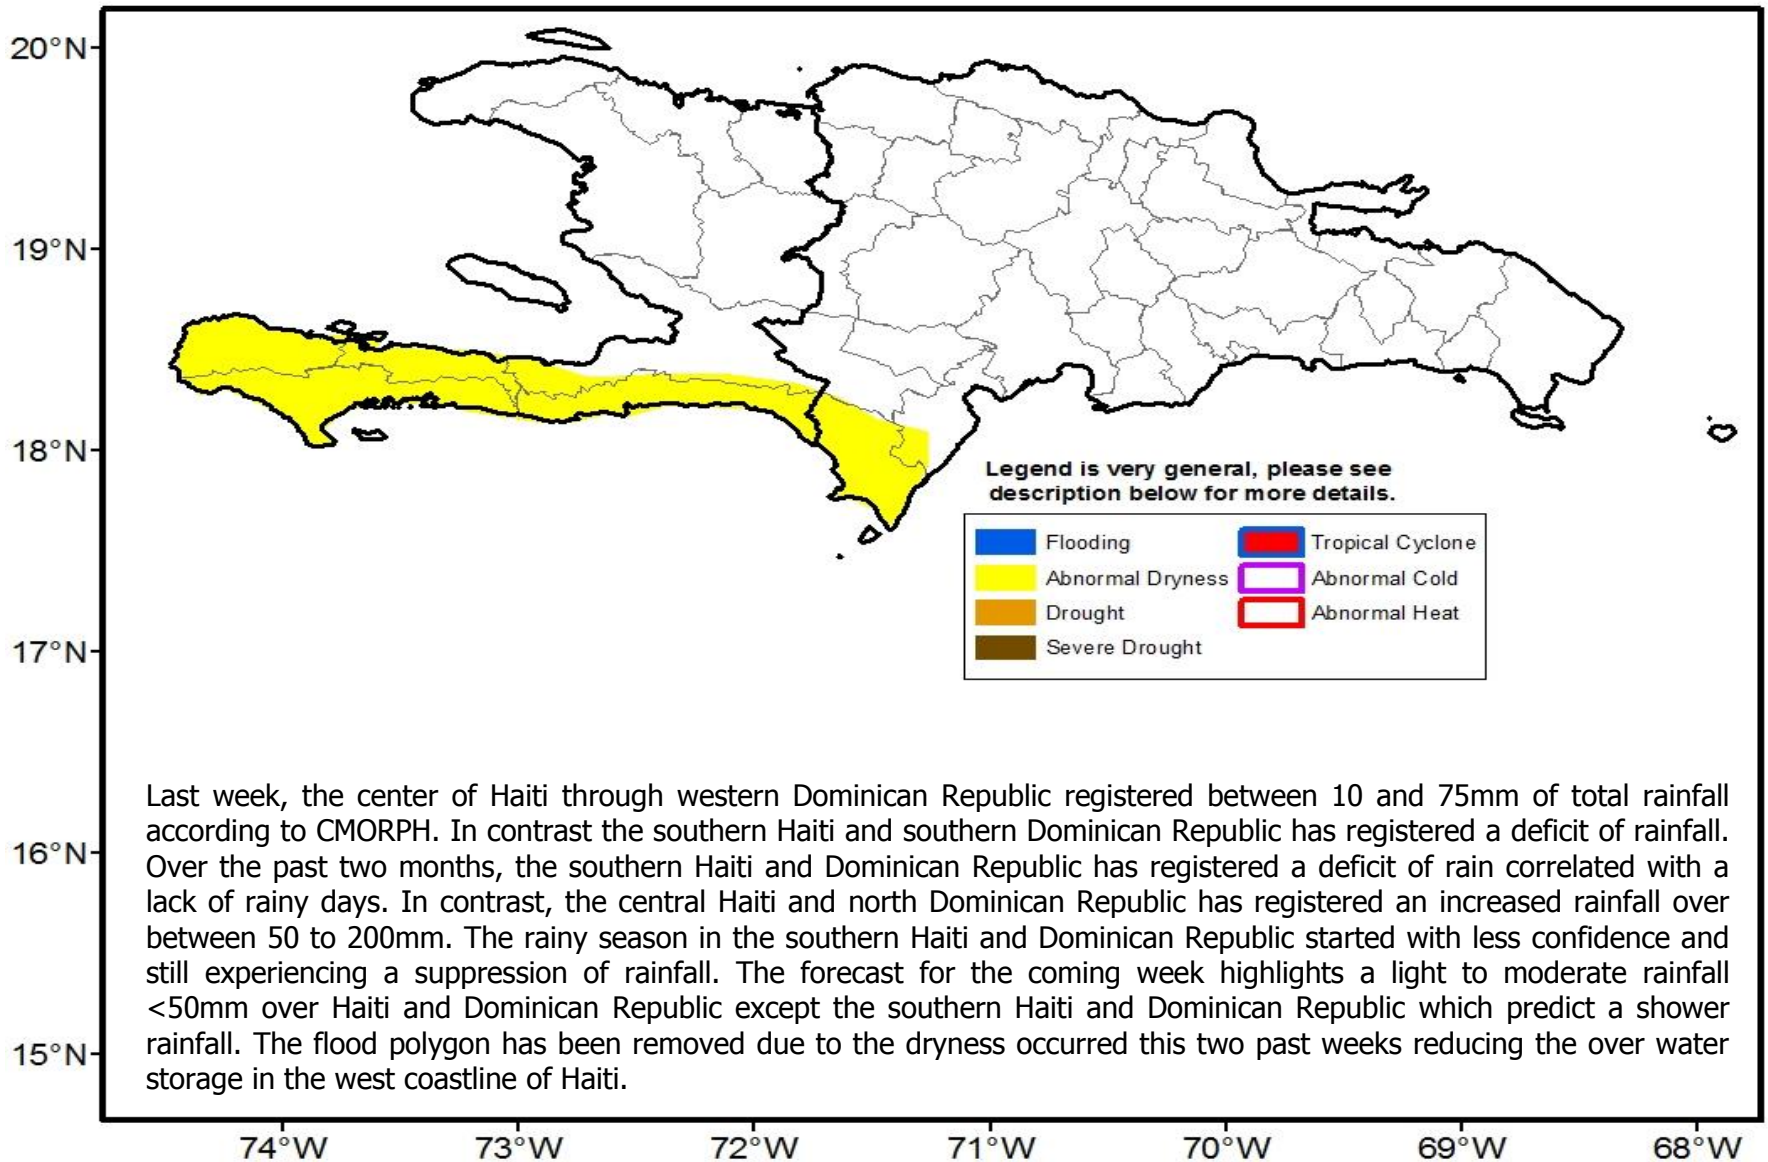 20°N
19°N
18°N
17°N
16°N
15°N
Legend is very general, please see
description below for more details.
Flooding
Tropical Cyclone
Abnormal Dryness
Abnormal Cold
Drought
Abnormal Heat
Severe Drought
Last week, the center of Haiti through western Dominican Republic registered between 10 and 75mm of total rainfall
according to CMORPH. In contrast the southern Haiti and southern Dominican Republic has registered a deficit of rainfall.
Over the past two months, the southern Haiti and Dominican Republic has registered a deficit of rain correlated with a
lack of rainy days. In contrast, the central Haiti and north Dominican Republic has registered an increased rainfall over
between 50 to 200mm. The rainy season in the southern Haiti and Dominican Republic started with less confidence and
still experiencing a suppression of rainfall. The forecast for the coming week highlights a light to moderate rainfall
<50mm over Haiti and Dominican Republic except the southern Haiti and Dominican Republic which predict a shower
rainfall. The flood polygon has been removed due to the dryness occurred this two past weeks reducing the over water
storage in the west coastline of Haiti.
74°W
73°W
72°W
71°W
70°W
69°W
68°W